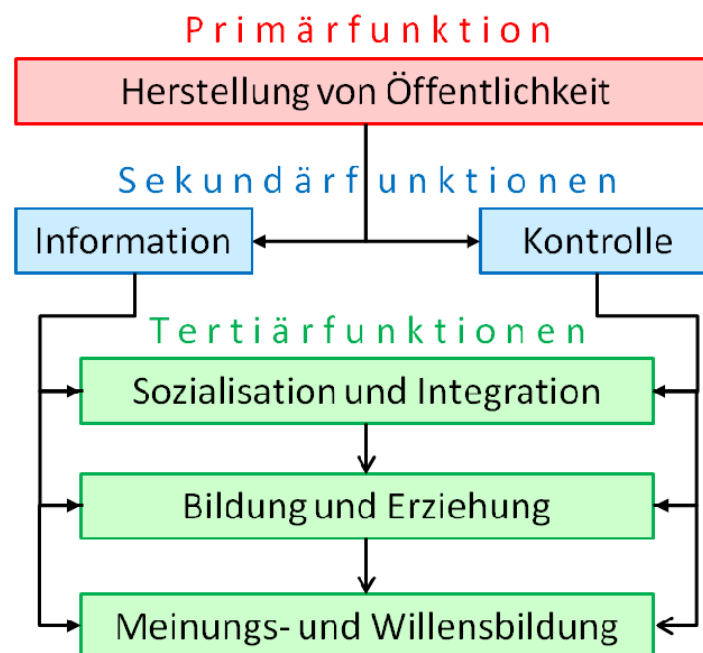 Primärfunktion
Herstellung von Öffentlichkeit
Sekundärfunktionen
Information
Kontrolle
Tertiärfunktionen
Sozialisation und Integration
Bildung und Erziehung
Meinungs- und Willensbildung